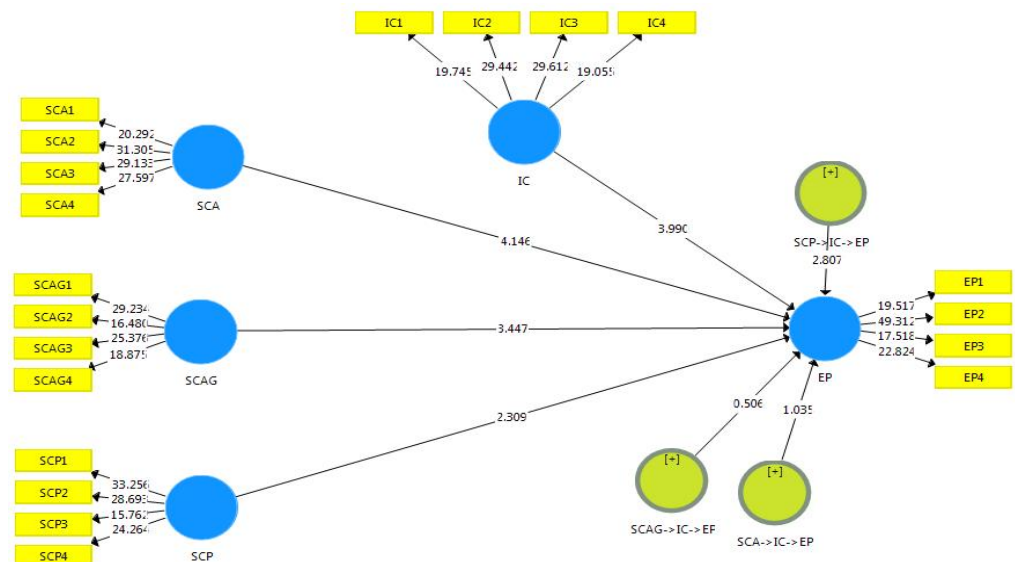 IC1
IC2
IC3
IC4
19.745
29.442
29.612
19.055
IC
SCA1
SCA2
SCA3
SCA4
20.292
31.305
29.133
27.597
SCA
4.146
3.990
[+]
SCP->IC->EP
2.807
SCAG1
SCAG2
SCAG3
SCAG4
29.234
16.480
25.376
18.875
SCAG
3.447
EP
EP1
EP2
EP3
EP4
19.517
49.312
17.518
22.824
2.309
0.506
1.035
SCP1
SCP2
SCP3
SCP4
33.256
28.693
15.762
24.264
SCP
[+]
SCAG->IC->EP
[+]
SCA->IC->EP